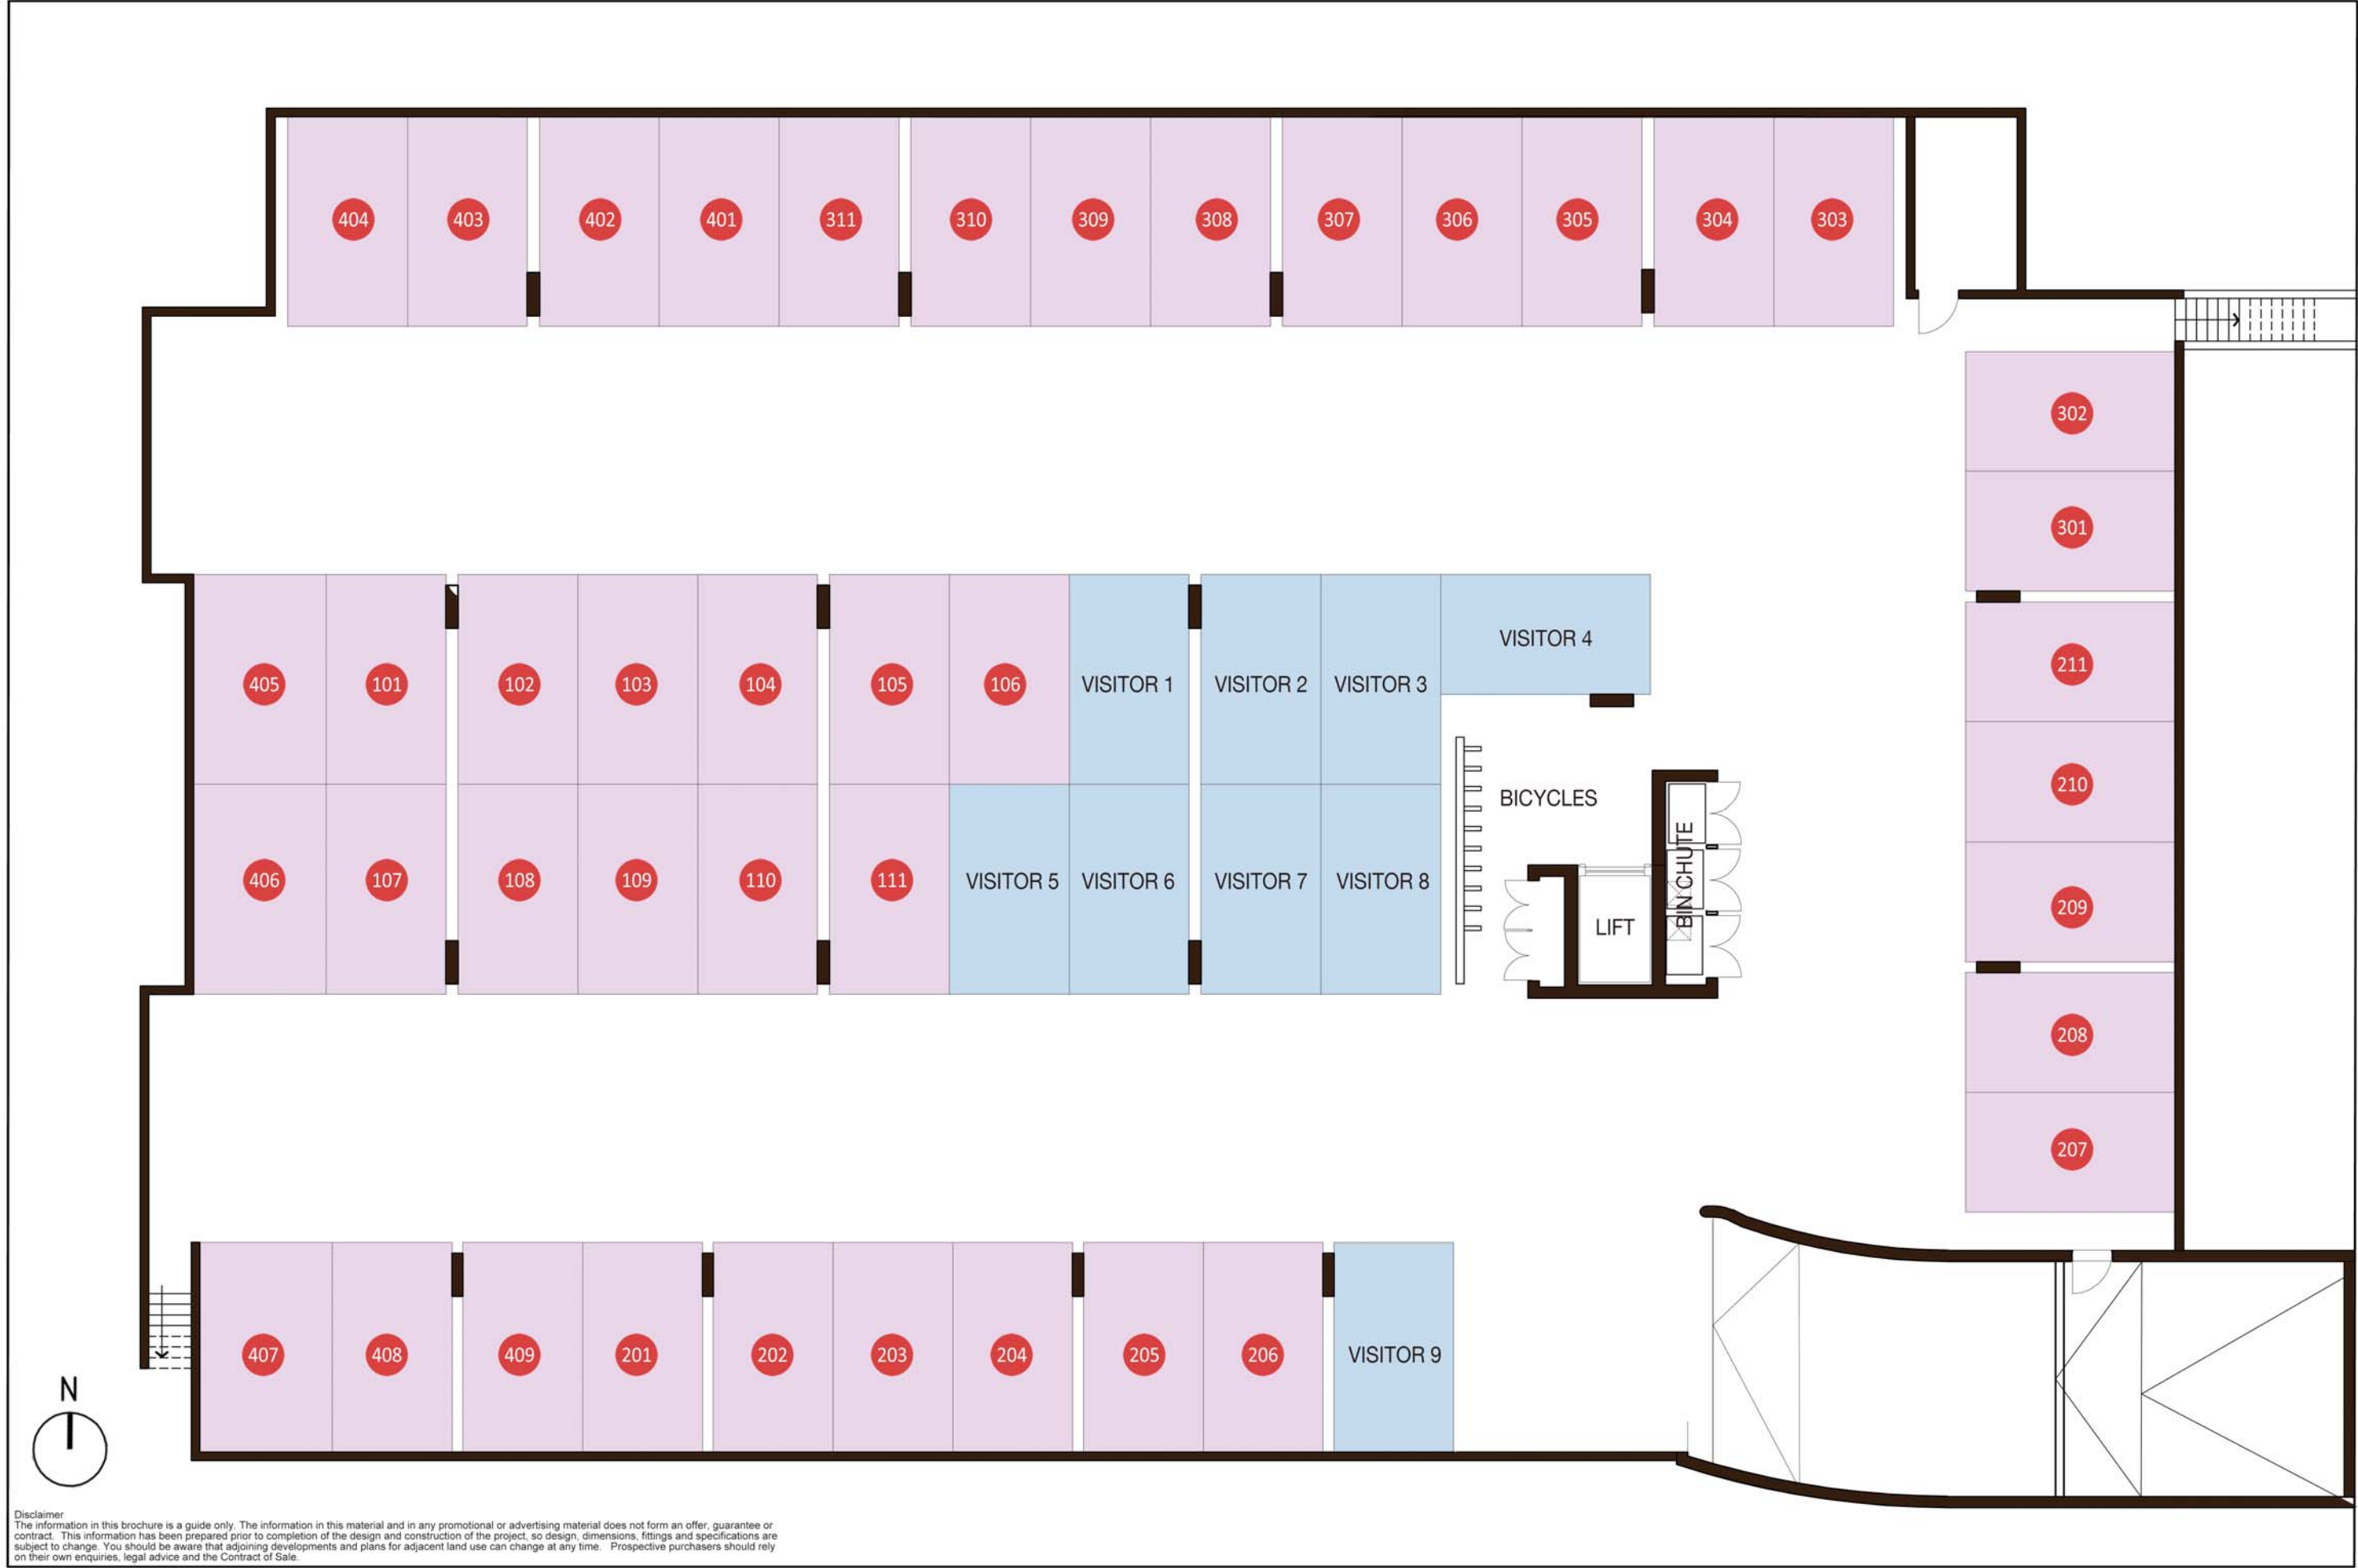 404
403
402
401
311
310
309
308
307
306
305
304
303
302
301
211
210
209
208
207
405
101
102
103
104
105
106
VISITOR 1
VISITOR 2
VISITOR 3
VISITOR 4
406
107
108
109
110
111
VISITOR 5
VISITOR 6
VISITOR 7
VISITOR 8
BICYCLES
LIFT
BIN CHUTE
407
408
409
201
202
203
204
205
206
VISITOR 9
N
Disclaimer
The information in this brochure is a guide only. The information in this material and in any promotional or advertising material does not form an offer, guarantee or
contract. This information has been prepared prior to completion of the design and construction of the project, so design, dimensions, fittings and specifications are
subject to change. You should be aware that adjoining developments and plans for adjacent land use can change at any time. Prospective purchasers should rely
on their own enquiries, legal advice and the Contract of Sale.